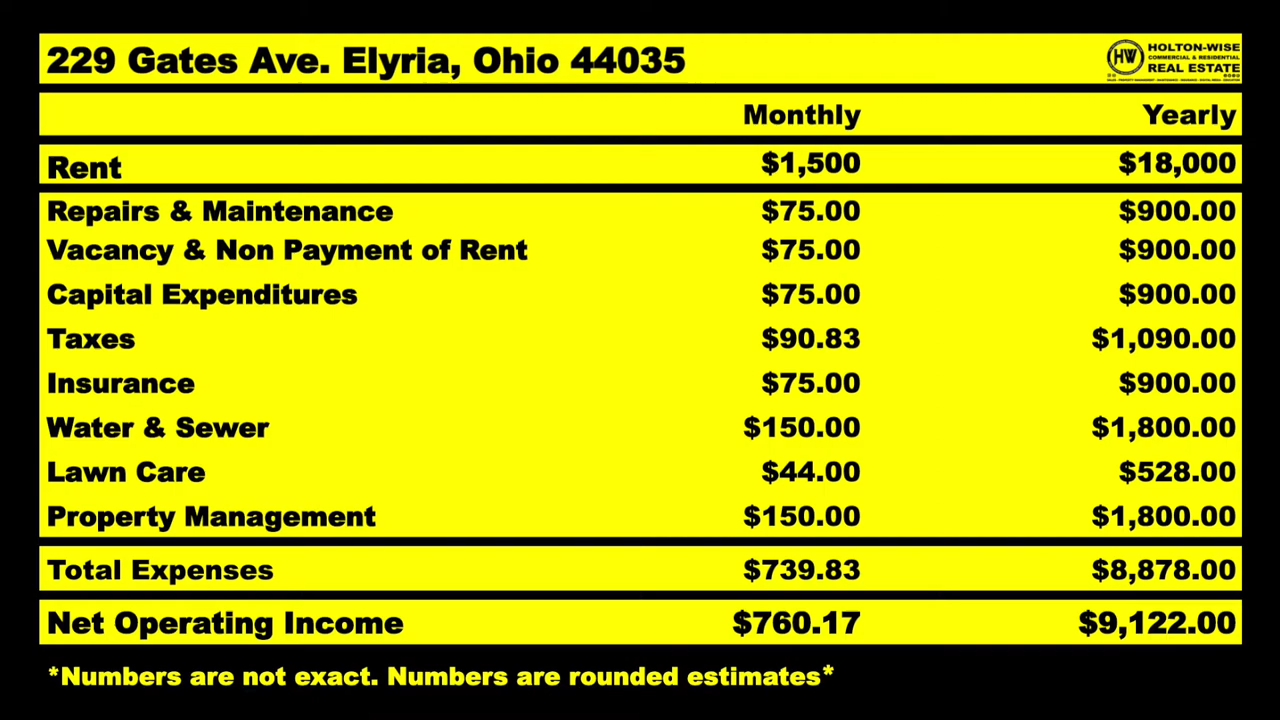 229 Gates Ave. Elyria, Ohio 44035
HW
HOLTON-WISE
COMMERCIAL & RESIDENTIAL
REAL ESTATE
Monthly Yearly
Rent $1,500 $18,000
Repairs & Maintenance $75.00 $900.00
Vacancy & Non Payment of Rent $75.00 $900.00
Capital Expenditures $75.00 $900.00
Taxes $90.83 $1,090.00
Insurance $75.00 $900.00
Water & Sewer $150.00 $1,800.00
Lawn Care $44.00 $528.00
Property Management $150.00 $1,800.00
Total Expenses $739.83 $8,878.00
Net Operating Income $760.17 $9,122.00
*Numbers are not exact. Numbers are rounded estimates*